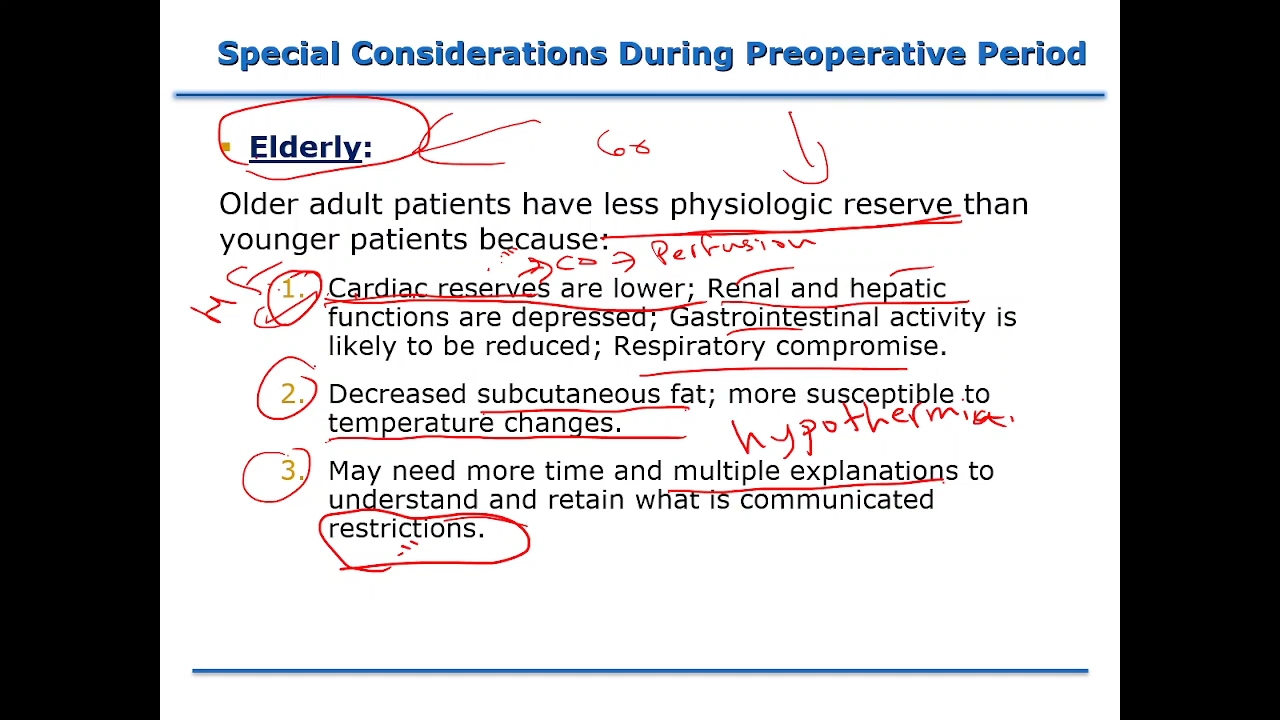 Special Considerations During Preoperative Period
▪ Elderly:
60
Older adult patients have less physiologic reserve than
younger patients because:
→ CO → Perfusion
1. Cardiac reserves are lower; Renal and hepatic
functions are depressed; Gastrointestinal activity is
likely to be reduced; Respiratory compromise.
2. Decreased subcutaneous fat; more susceptible to
temperature changes.
hypothermia.
3. May need more time and multiple explanations to
understand and retain what is communicated
restrictions.